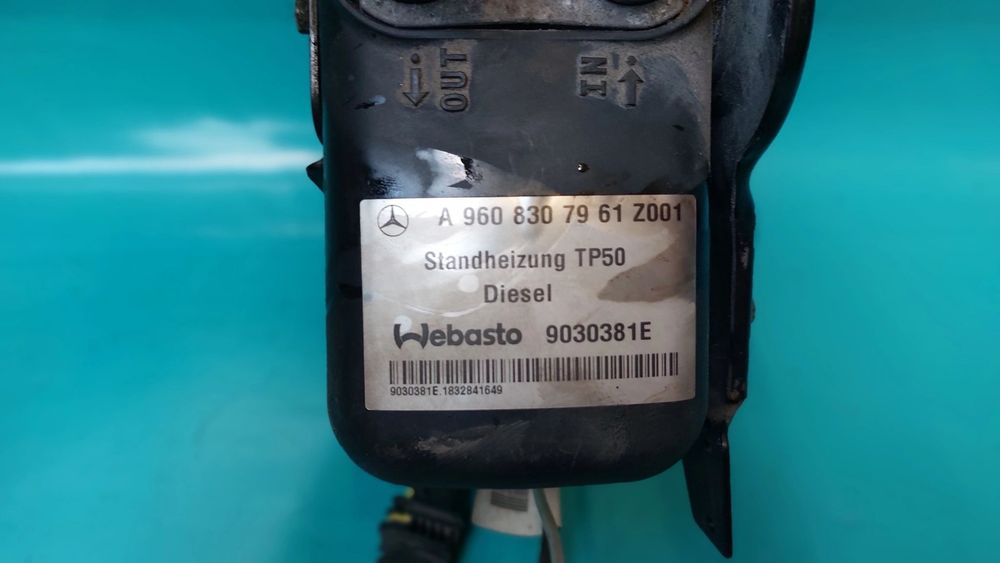 OUT IN
A 960 830 79 61 Z001
Standheizung TP50
Diesel
Webasto 9030381E
9030381E.1832841649